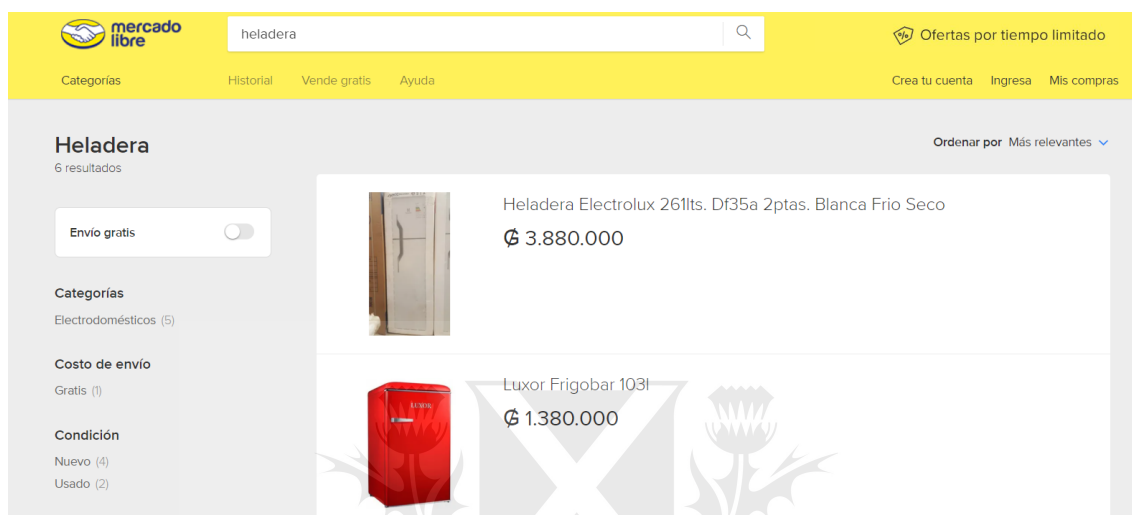 mercado
libre
heladera
Ofertas por tiempo limitado
Categorías
Historial
Vende gratis
Ayuda
Crea tu cuenta
Ingresa
Mis compras
Heladera
6 resultados
Ordenar por Más relevantes
Envío gratis
Categorías
Electrodomésticos (5)
Costo de envío
Gratis (1)
Condición
Nuevo (4)
Usado (2)
Heladera Electrolux 261lts. Df35a 2ptas. Blanca Frio Seco
₲ 3.880.000
LUXOR
Luxor Frigobar 103l
₲ 1.380.000